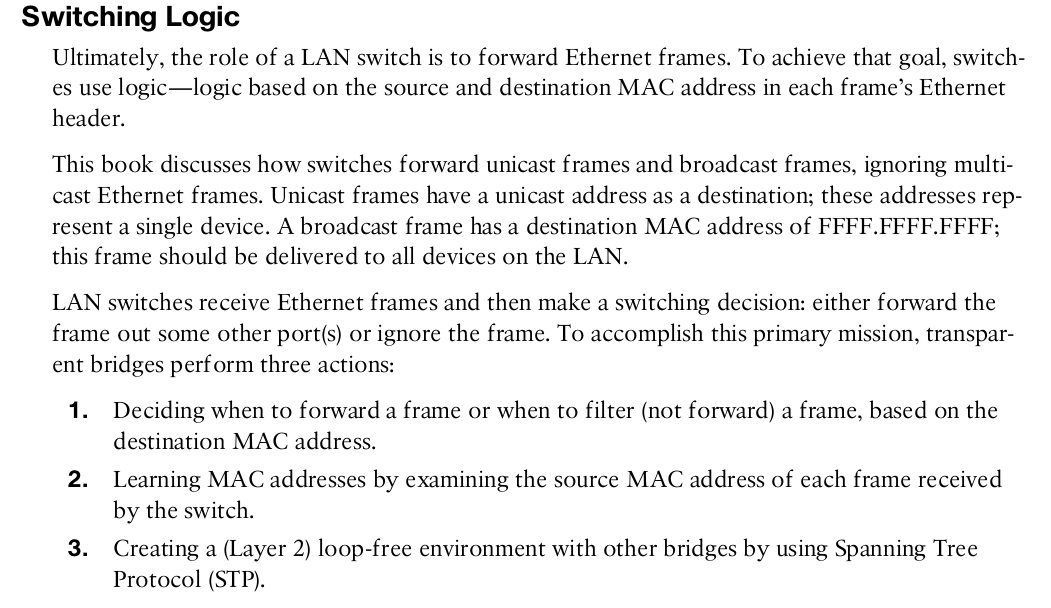 Switching Logic
Ultimately, the role of a LAN switch is to forward Ethernet frames. To achieve that goal, switch-
es use logic—logic based on the source and destination MAC address in each frame’s Ethernet
header.
This book discusses how switches forward unicast frames and broadcast frames, ignoring multi-
cast Ethernet frames. Unicast frames have a unicast address as a destination; these addresses rep-
resent a single device. A broadcast frame has a destination MAC address of FFFF.FFFF.FFFF;
this frame should be delivered to all devices on the LAN.
LAN switches receive Ethernet frames and then make a switching decision: either forward the
frame out some other port(s) or ignore the frame. To accomplish this primary mission, transpar-
ent bridges perform three actions:
1. Deciding when to forward a frame or when to filter (not forward) a frame, based on the
destination MAC address.
2. Learning MAC addresses by examining the source MAC address of each frame received
by the switch.
3. Creating a (Layer 2) loop-free environment with other bridges by using Spanning Tree
Protocol (STP).